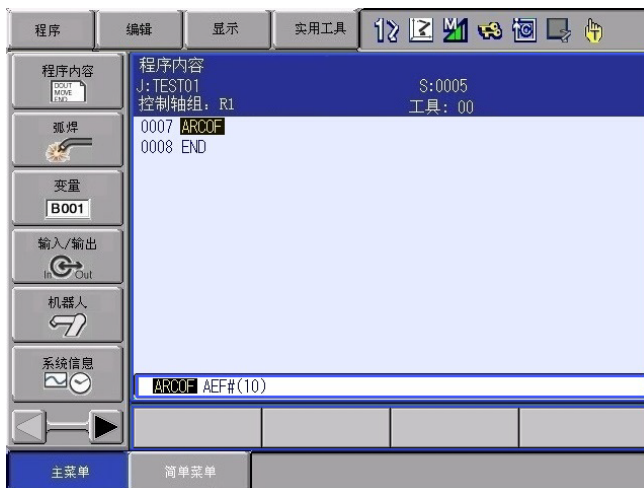 程序
编辑
显示
实用工具
程序内容
DOUT
MOVE
END
弧焊
变量
B001
输入/输出
In Out
机器人
系统信息
程序内容
J:TEST01 S:0005
控制轴组: R1 工具: 00
0007 ARCOF
0008 END
ARCOF AEF#(10)
主菜单
简单菜单